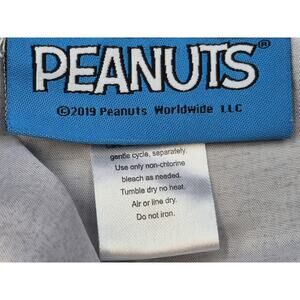 PEANUTS®
©2019 Peanuts Worldwide LLC
gentle cycle, separately.
Use only non-chlorine
bleach as needed.
Tumble dry no heat.
Air or line dry.
Do not iron.